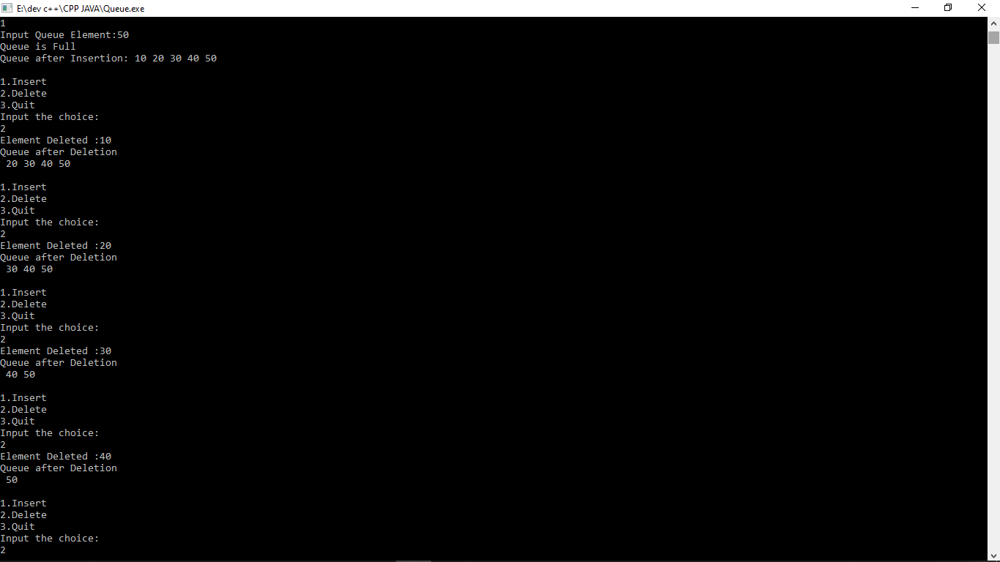 E:\dev c++\CPP JAVA\Queue.exe
1
Input Queue Element:50
Queue is Full
Queue after Insertion: 10 20 30 40 50
1.Insert
2.Delete
3.Quit
Input the choice:
2
Element Deleted :10
Queue after Deletion
20 30 40 50
1.Insert
2.Delete
3.Quit
Input the choice:
2
Element Deleted :20
Queue after Deletion
30 40 50
1.Insert
2.Delete
3.Quit
Input the choice:
2
Element Deleted :30
Queue after Deletion
40 50
1.Insert
2.Delete
3.Quit
Input the choice:
2
Element Deleted :40
Queue after Deletion
50
1.Insert
2.Delete
3.Quit
Input the choice:
2